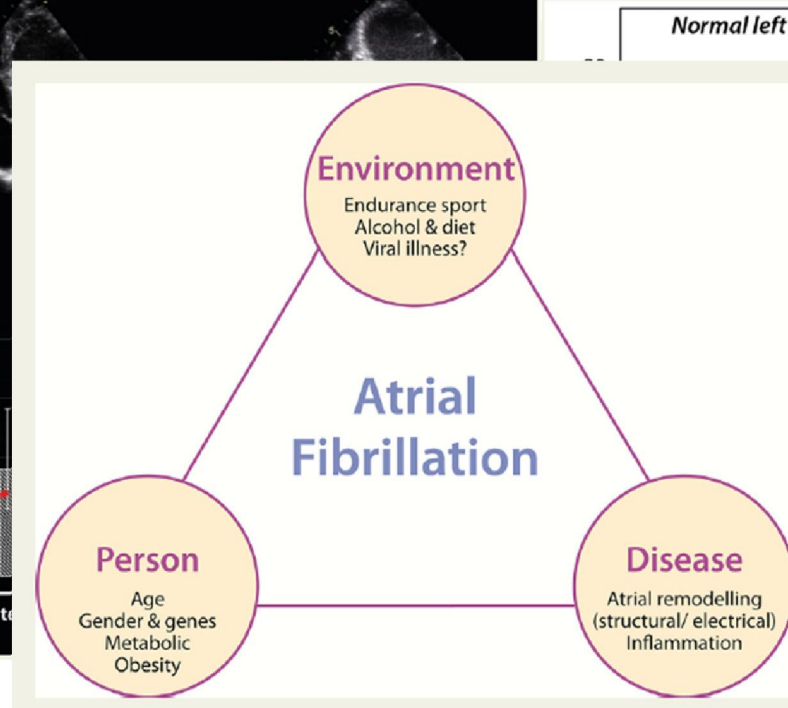 Normal left
Environment
Endurance sport
Alcohol & diet
Viral illness?
Atrial
Fibrillation
Person
Age
Gender & genes
Metabolic
Obesity
Disease
Atrial remodelling
(structural/ electrical)
Inflammation